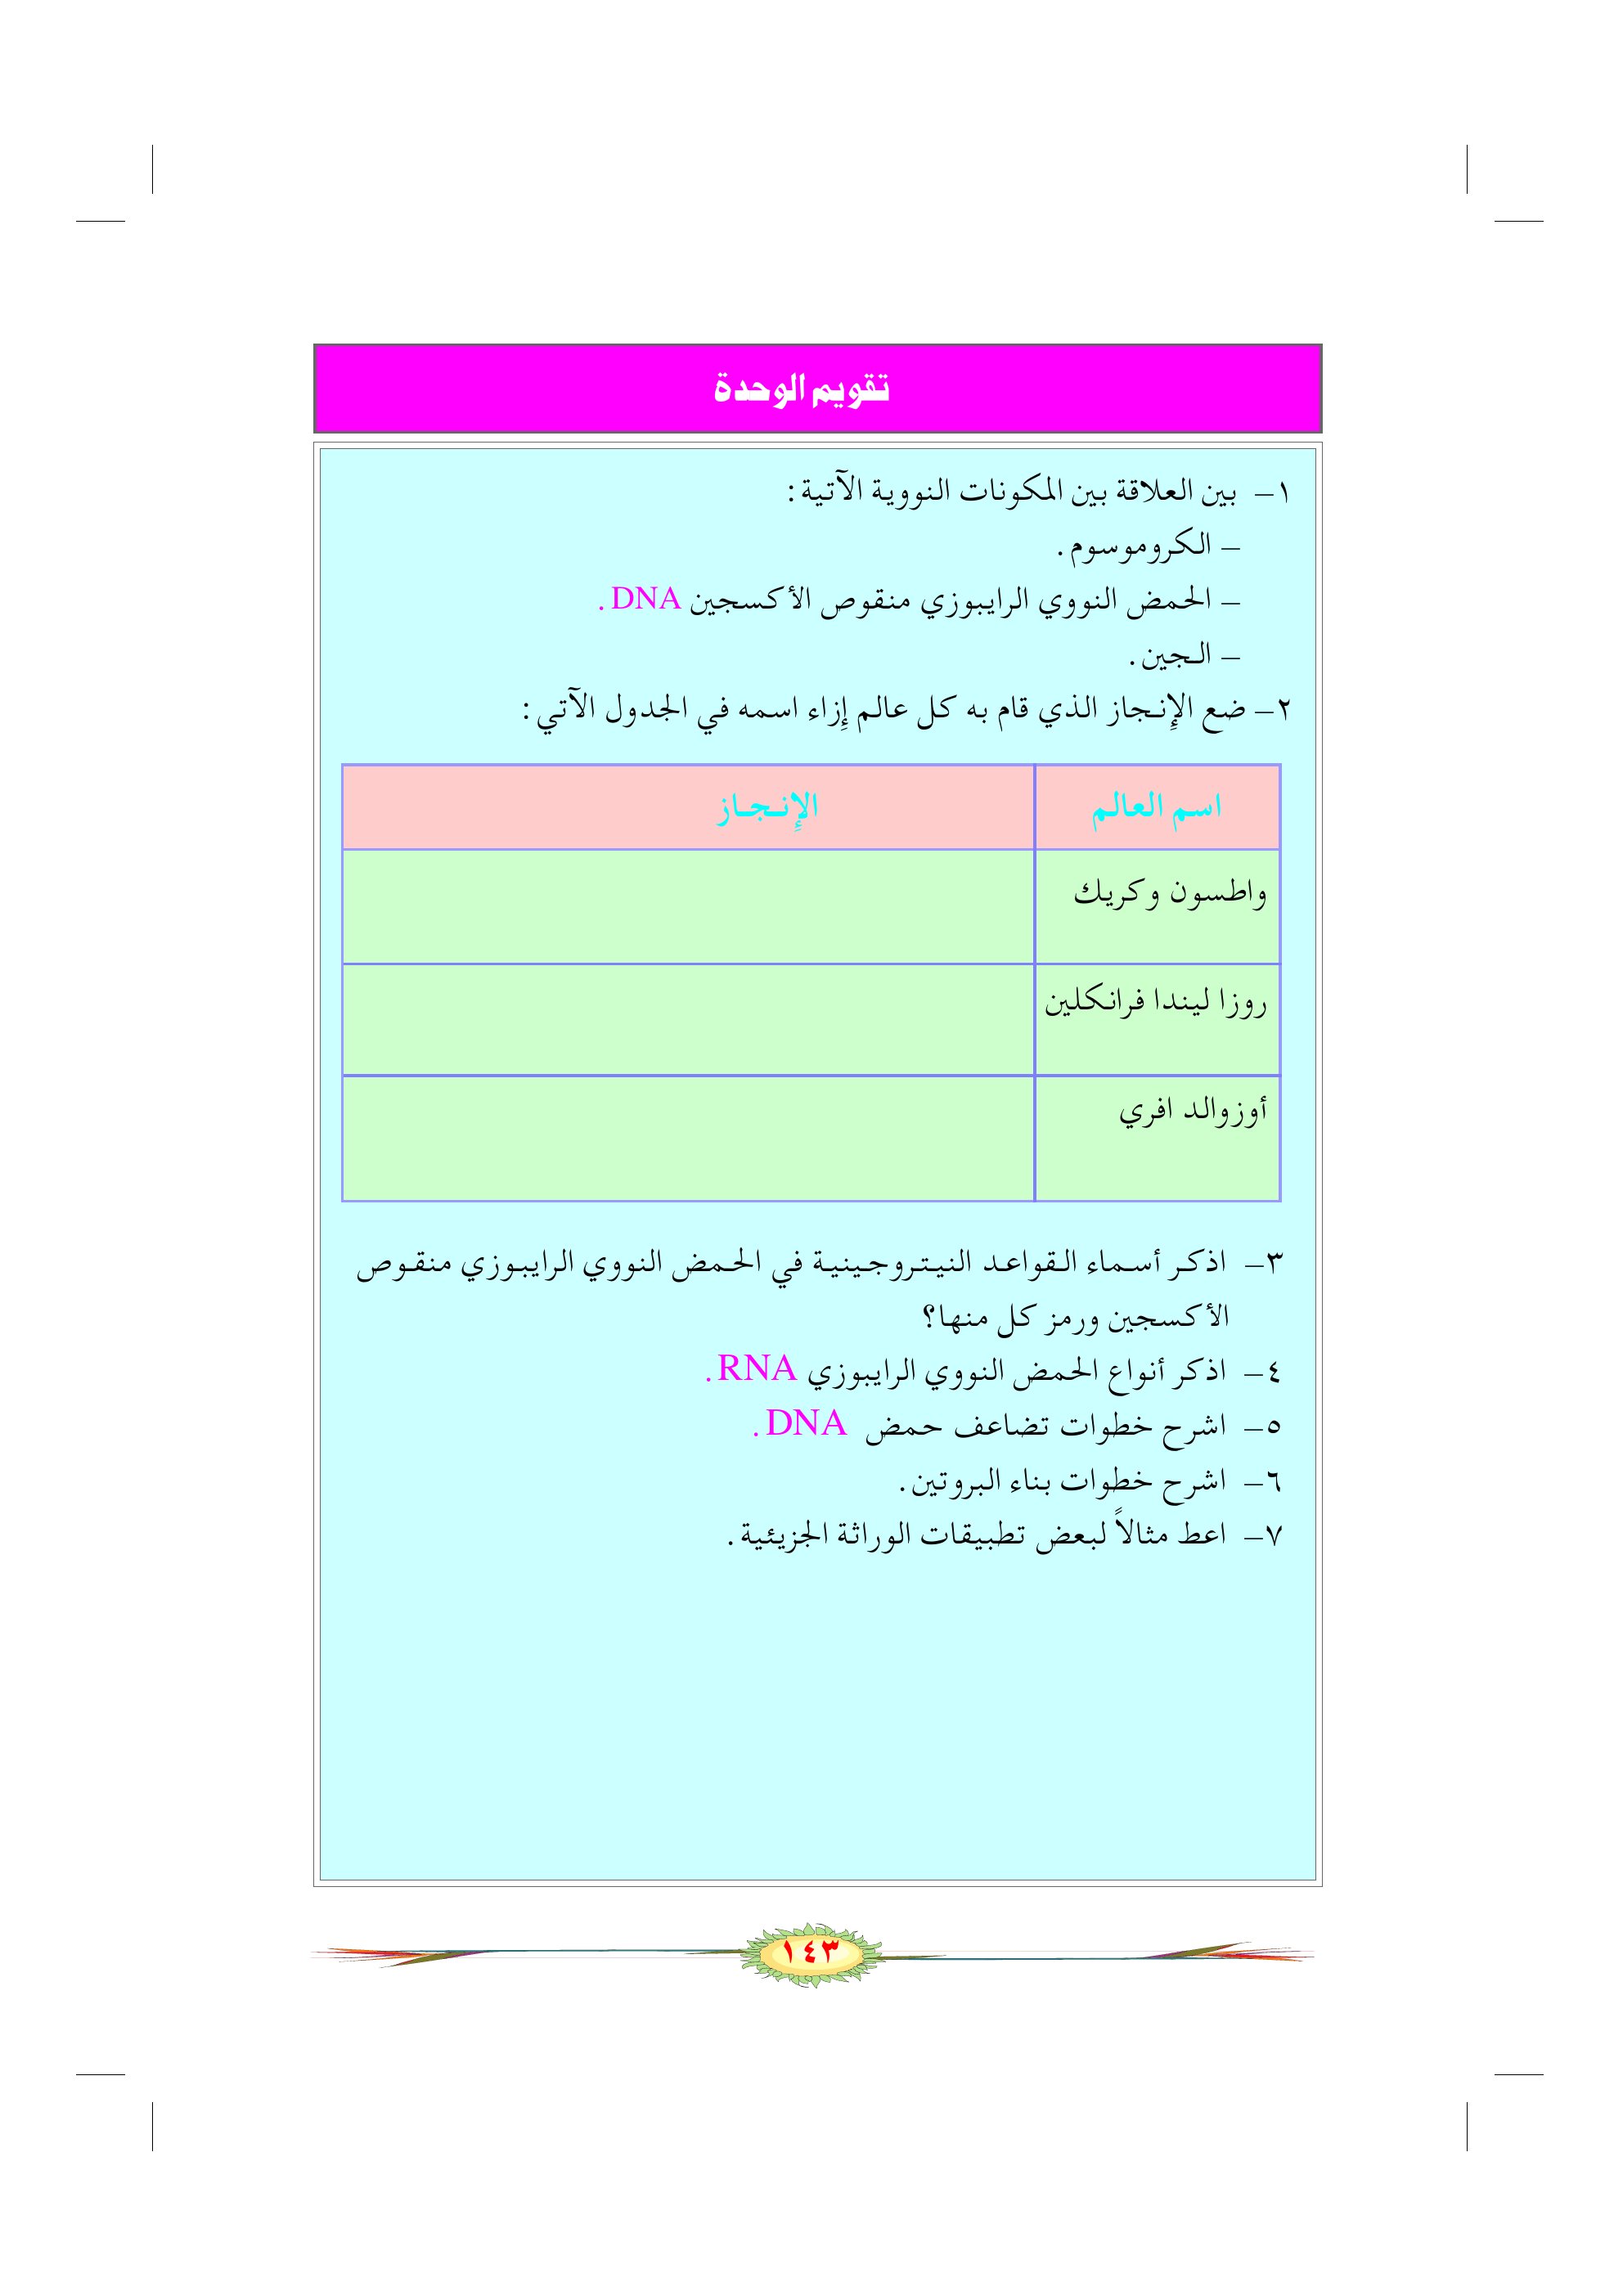 تقويم الوحدة
١– بين العلاقة بين المكونات النووية الآتية:
– الكروموسوم.
– الحمض النووي الرايبوزي منقوص الأكسجين DNA.
– الجين.
٢– ضع الإنجاز الذي قام به كل عالم إزاء اسمه في الجدول الآتي:
اسم العالم الإنجاز
واطسون وكريك
روزا ليندا فرانكلين
أوزوالد افري
٣– اذكر أسماء القواعد النيتروجينية في الحمض النووي الرايبوزي منقوص
الأكسجين ورمز كل منها؟
٤– اذكر أنواع الحمض النووي الرايبوزي RNA.
٥– اشرح خطوات تضاعف حمض DNA.
٦– اشرح خطوات بناء البروتين.
٧– اعط مثالاً لبعض تطبيقات الوراثة الجزيئية.
١٤٣